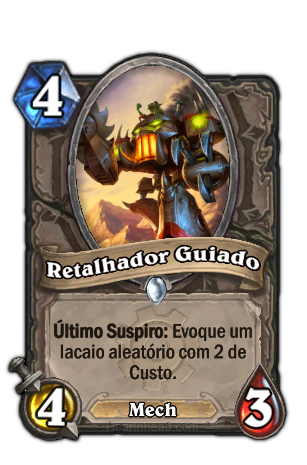 4
Retalhador Guiado
Último Suspiro: Evoque um
lacaio aleatório com 2 de
Custo.
4
Mech
3